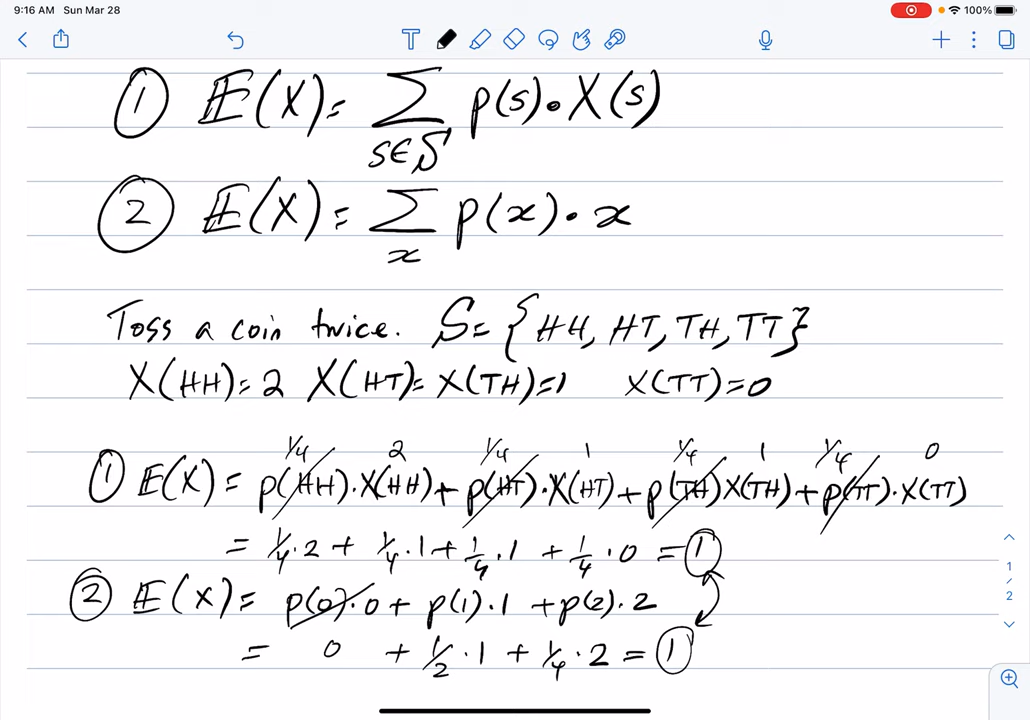 9:16 AM Sun Mar 28 100%
① E(X) = ∑ p(s) • X(s)
s∈S
② E(X) = ∑ p(x) • x
x
Toss a coin twice. S = {HH, HT, TH, TT}
X(HH) = 2 X(HT) = X(TH) = 1 X(TT) = 0
1/4 2 1/4 1 1/4 1 1/4 0
① E(X) = p(HH)·X(HH) + p(HT)·X(HT) + p(TH) X(TH) + p(TT)·X(TT)
= 1/4·2 + 1/4·1 + 1/4·1 + 1/4·0 = ①
② E(X) = p(0)·0 + p(1)·1 + p(2)·2
= 0 + 1/2·1 + 1/4·2 = ①
1
/
2